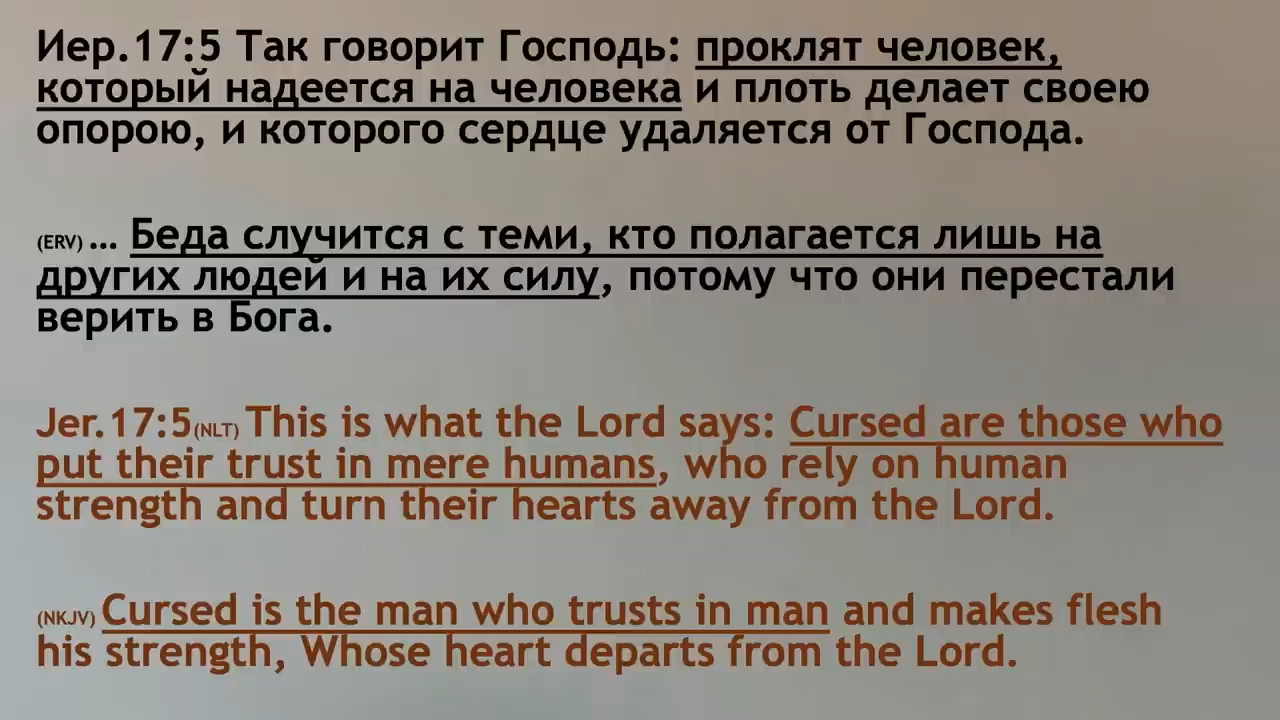 Иер.17:5 Так говорит Господь: проклят человек,
который надеется на человека и плоть делает своею
опорою, и которого сердце удаляется от Господа.
(ERV) ... Беда случится с теми, кто полагается лишь на
других людей и на их силу, потому что они перестали
верить в Бога.
Jer.17:5(NLT) This is what the Lord says: Cursed are those who
put their trust in mere humans, who rely on human
strength and turn their hearts away from the Lord.
(NKJV) Cursed is the man who trusts in man and makes flesh
his strength, Whose heart departs from the Lord.